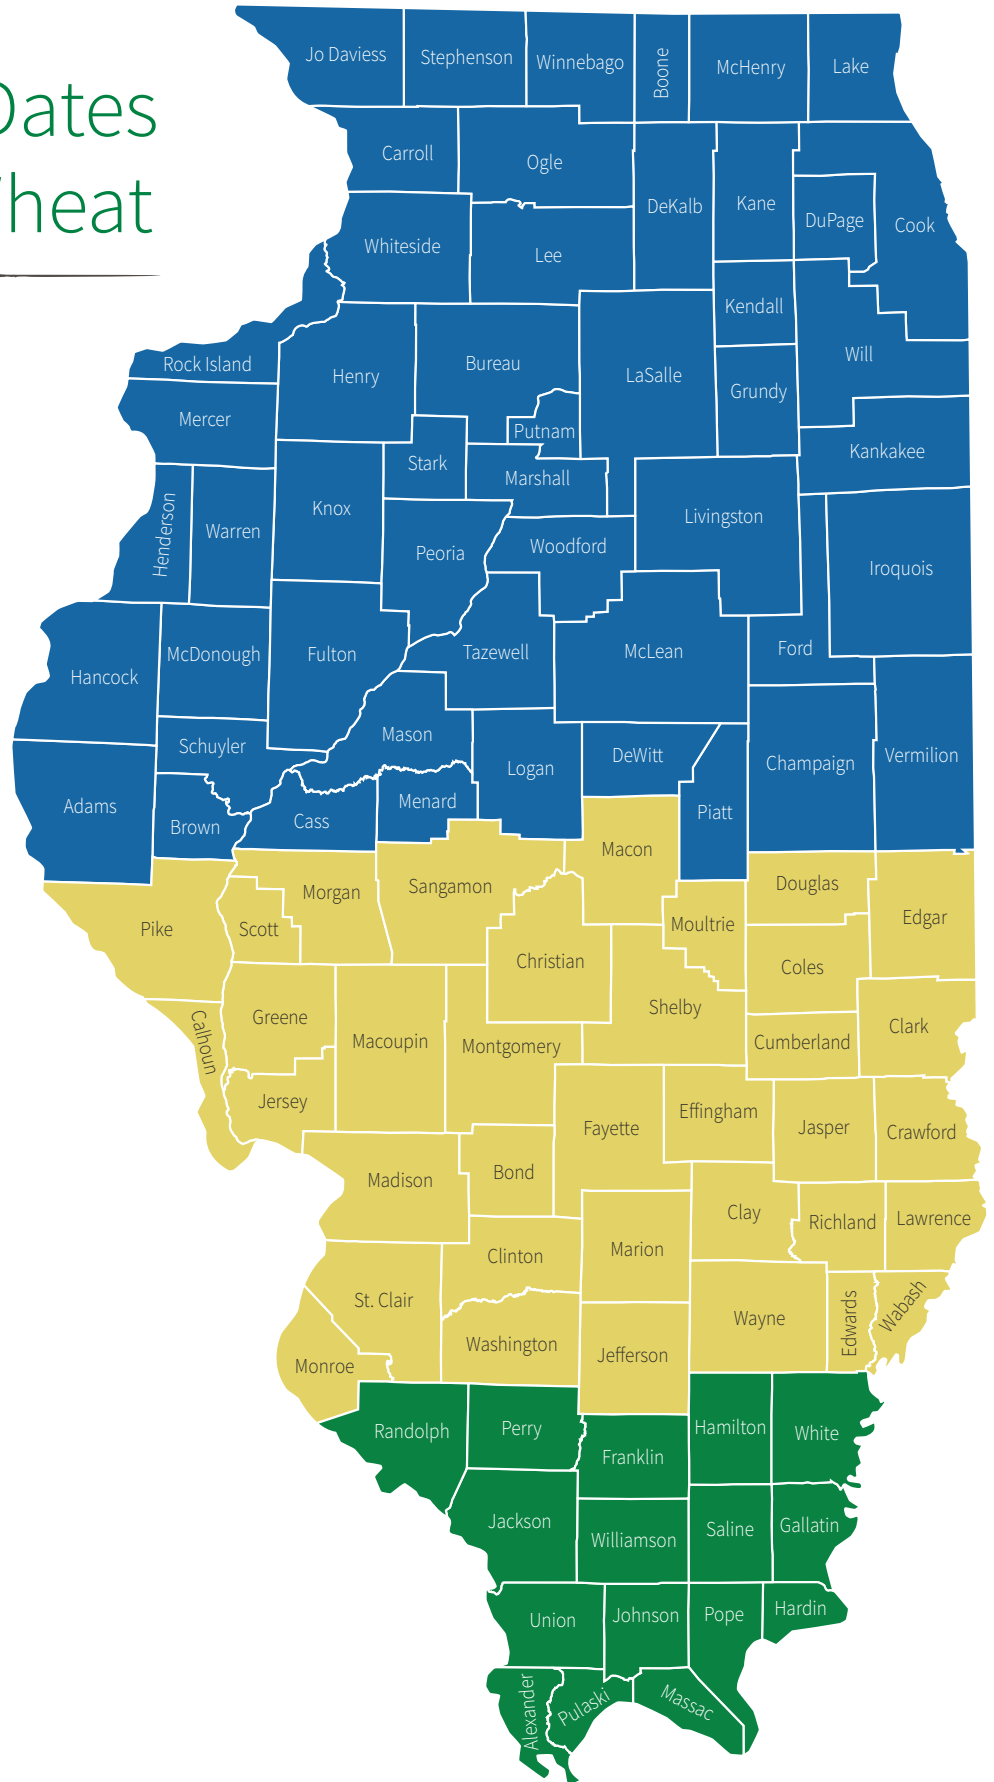 Dates
heat
Jo Daviess
Stephenson
Winnebago
Boone
McHenry
Lake
Carroll
Ogle
DeKalb
Kane
DuPage
Cook
Whiteside
Lee
Kendall
Will
Rock Island
Henry
Bureau
LaSalle
Grundy
Mercer
Putnam
Stark
Marshall
Kankakee
Henderson
Warren
Knox
Peoria
Woodford
Livingston
Iroquois
Hancock
McDonough
Fulton
Tazewell
McLean
Ford
Schuyler
Mason
Logan
DeWitt
Champaign
Vermilion
Adams
Brown
Cass
Menard
Piatt
Macon
Pike
Scott
Morgan
Sangamon
Christian
Moultrie
Douglas
Edgar
Coles
Shelby
Calhoun
Greene
Macoupin
Montgomery
Cumberland
Clark
Jersey
Fayette
Effingham
Jasper
Crawford
Madison
Bond
Clay
Richland
Lawrence
Clinton
Marion
St. Clair
Wayne
Edwards
Wabash
Monroe
Washington
Jefferson
Randolph
Perry
Franklin
Hamilton
White
Jackson
Williamson
Saline
Gallatin
Union
Johnson
Pope
Hardin
Alexander
Pulaski
Massac